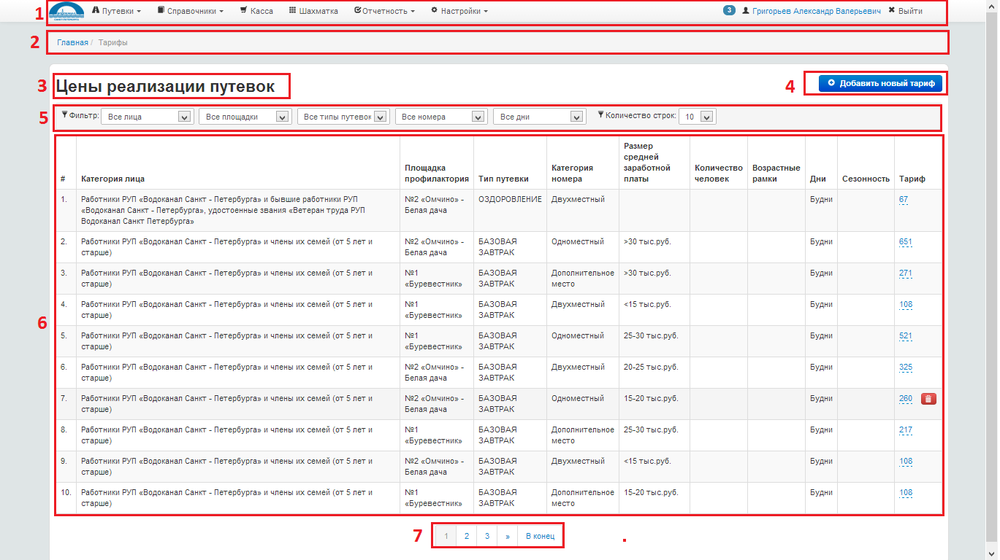 1 Путевки Справочники Касса Шахматка Отчетность Настройки 3 Григорьев Александр Валерьевич Выйти
2 Главная / Тарифы
3 Цены реализации путевок 4 Добавить новый тариф
5 Фильтр: Все лица Все площадки Все типы путевок Все номера Все дни Количество строк: 10
# Категория лица Площадка профилактория Тип путевки Категория номера Размер средней заработной платы Количество человек Возрастные рамки Дни Сезонность Тариф
1. Работники РУП «Водоканал Санкт - Петербурга» и бывшие работники РУП №2 «Омчино» - ОЗДОРОВЛЕНИЕ Двухместный Будни 67
«Водоканал Санкт - Петербурга», удостоенные звания «Ветеран труда РУП Белая дача
Водоканал Санкт Петербурга»
2. Работники РУП «Водоканал Санкт - Петербурга» и члены их семей (от 5 лет и №2 «Омчино» - БАЗОВАЯ Одноместный >30 тыс.руб. Будни 651
старше) Белая дача ЗАВТРАК
3. Работники РУП «Водоканал Санкт - Петербурга» и члены их семей (от 5 лет и №1 БАЗОВАЯ Дополнительное >30 тыс.руб. Будни 271
старше) «Буревестник» ЗАВТРАК место
4. Работники РУП «Водоканал Санкт - Петербурга» и члены их семей (от 5 лет и №1 БАЗОВАЯ Двухместный <15 тыс.руб. Будни 108
старше) «Буревестник» ЗАВТРАК
5. Работники РУП «Водоканал Санкт - Петербурга» и члены их семей (от 5 лет и №1 БАЗОВАЯ Одноместный 25-30 тыс.руб. Будни 521
старше) «Буревестник» ЗАВТРАК
6
6. Работники РУП «Водоканал Санкт - Петербурга» и члены их семей (от 5 лет и №2 «Омчино» - БАЗОВАЯ Двухместный 20-25 тыс.руб. Будни 325
старше) Белая дача ЗАВТРАК
7. Работники РУП «Водоканал Санкт - Петербурга» и члены их семей (от 5 лет и №2 «Омчино» - БАЗОВАЯ Одноместный 15-20 тыс.руб. Будни 260
старше) Белая дача ЗАВТРАК
8. Работники РУП «Водоканал Санкт - Петербурга» и члены их семей (от 5 лет и №1 БАЗОВАЯ Дополнительное 25-30 тыс.руб. Будни 217
старше) «Буревестник» ЗАВТРАК место
9. Работники РУП «Водоканал Санкт - Петербурга» и члены их семей (от 5 лет и №2 «Омчино» - БАЗОВАЯ Двухместный <15 тыс.руб. Будни 108
старше) Белая дача ЗАВТРАК
10. Работники РУП «Водоканал Санкт - Петербурга» и члены их семей (от 5 лет и №1 БАЗОВАЯ Дополнительное 15-20 тыс.руб. Будни 108
старше) «Буревестник» ЗАВТРАК место
7 1 2 3 » В конец